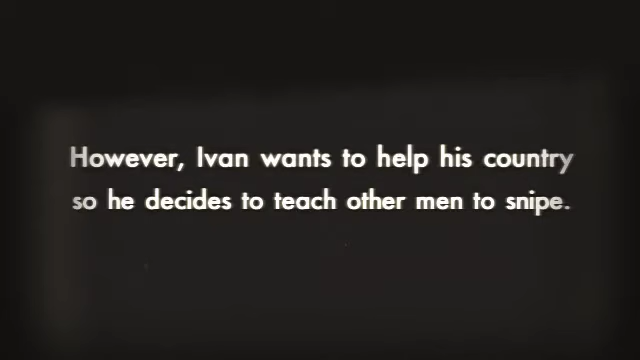 However, Ivan wants to help his country
so he decides to teach other men to snipe.